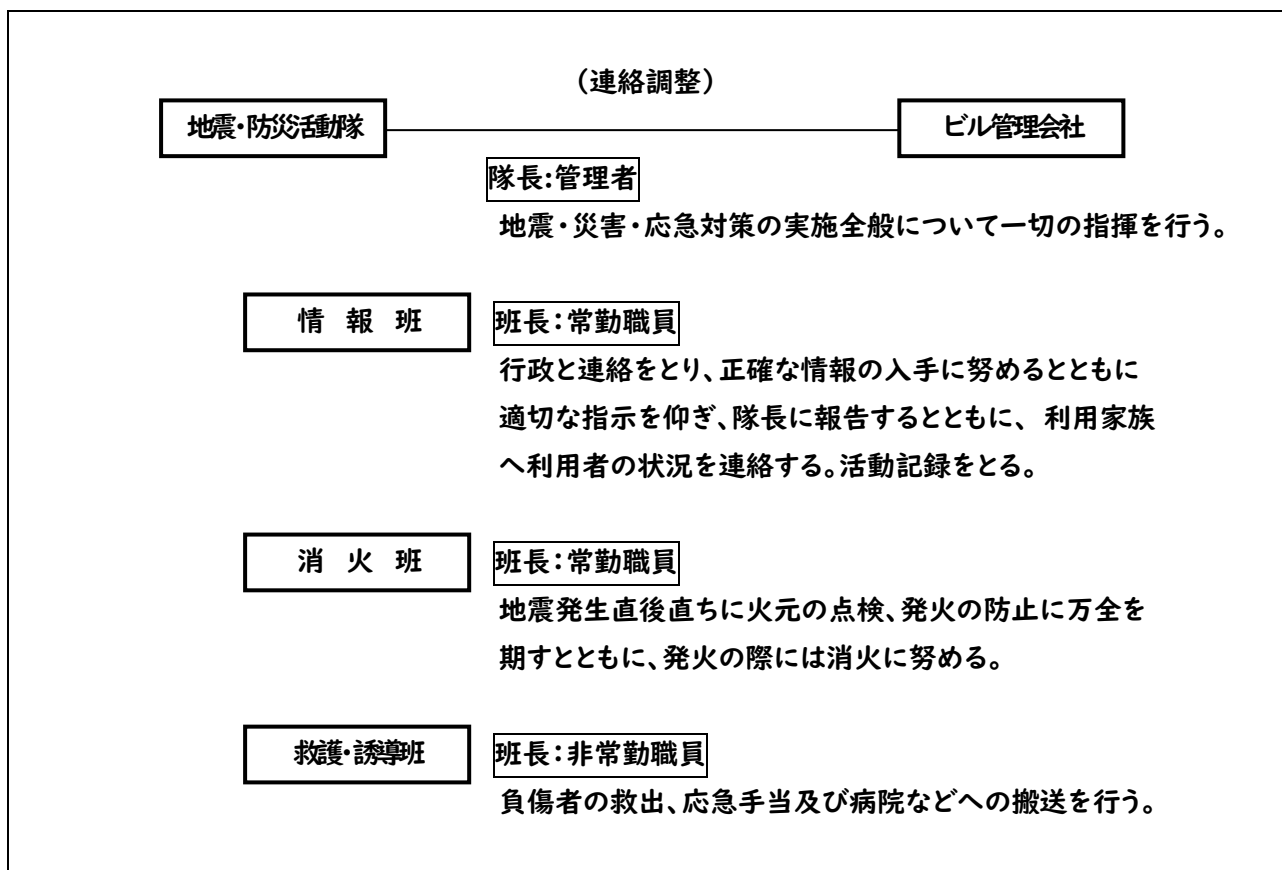 (連絡調整)
地震・防災活動隊
ビル管理会社
隊長:管理者
地震・災害・応急対策の実施全般について一切の指揮を行う。
情 報 班
班長:常勤職員
行政と連絡をとり、正確な情報の入手に努めるとともに
適切な指示を仰ぎ、隊長に報告するとともに、 利用家族
へ利用者の状況を連絡する。活動記録をとる。
消 火 班
班長:常勤職員
地震発生直後直ちに火元の点検、発火の防止に万全を
期すとともに、発火の際には消火に努める。
救護・誘導班
班長:非常勤職員
負傷者の救出、応急手当及び病院などへの搬送を行う。